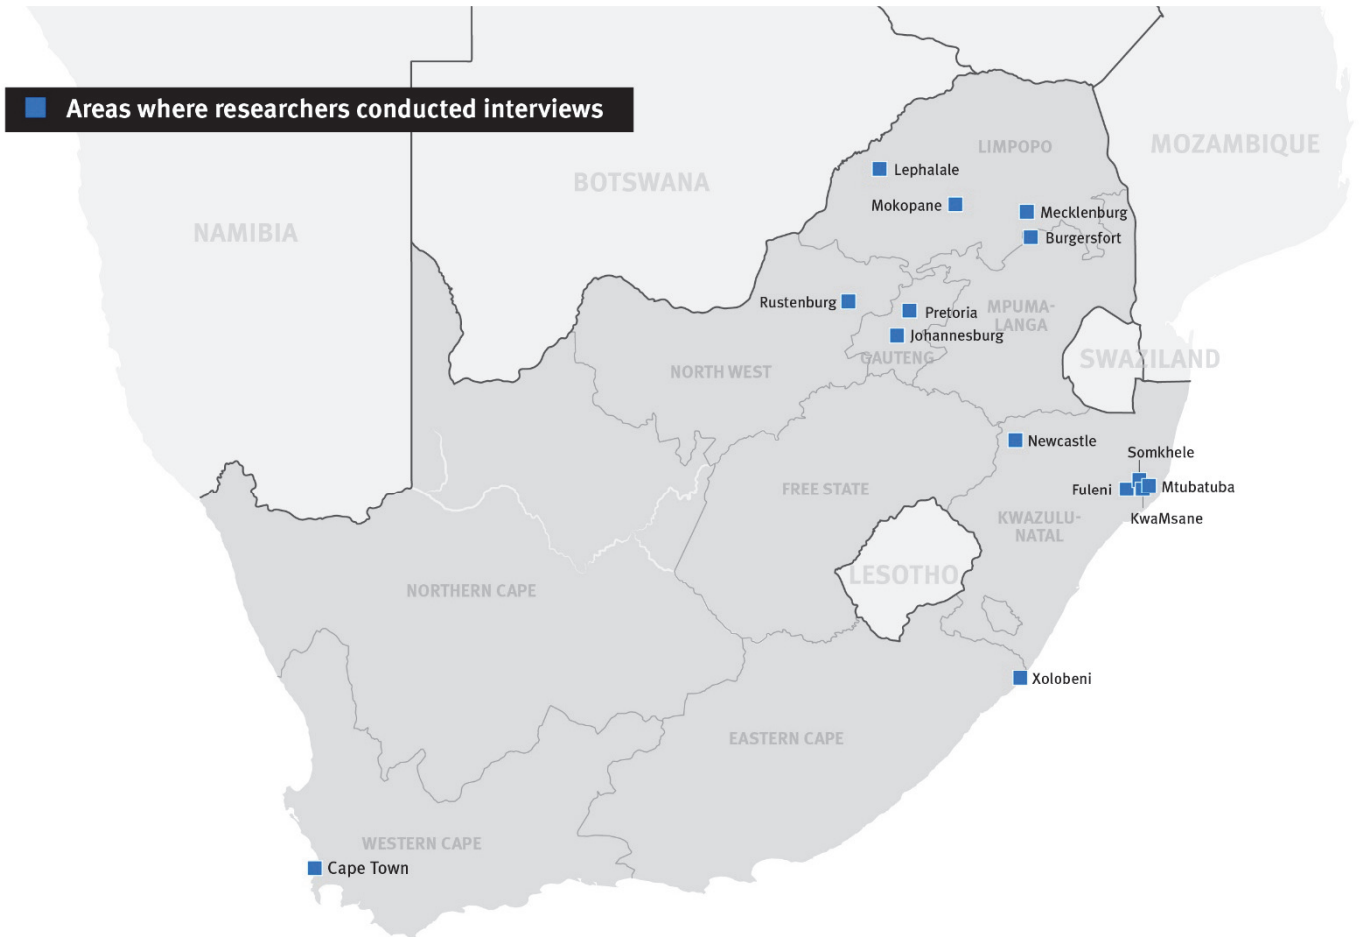 Areas where researchers conducted interviews
LIMPOPO
MOZAMBIQUE
Lephalale
BOTSWANA
Mokopane
Mecklenburg
NAMIBIA
Burgersfort
Rustenburg
Pretoria
MPUMA-
LANGA
Johannesburg
GAUTENG
SWAZILAND
NORTH WEST
Newcastle
Somkhele
FREE STATE
Fuleni
Mtubatuba
KWAZULU-
NATAL
KwaMsane
LESOTHO
NORTHERN CAPE
Xolobeni
EASTERN CAPE
WESTERN CAPE
Cape Town